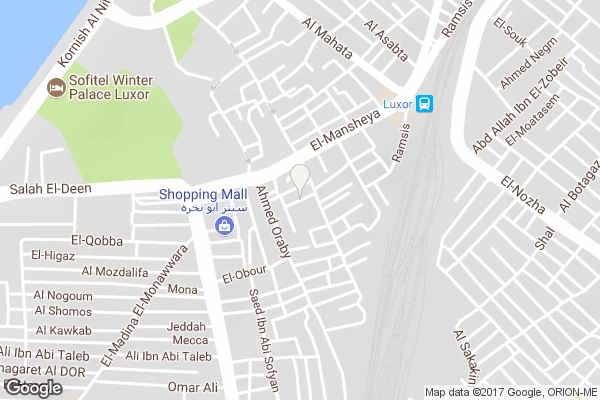 Kornish Al Ni
Al Mahata
Al Asabta
Ramsis
El-Souk
Ahmed Negm
Abd Allah Ibn El-Zobeir
El-Moatasem
Sofitel Winter
Palace Luxor
Luxor
El-Mansheya
Ramsis
El-Nozha
Al Botagaz
Shal
Salah El-Deen
Shopping Mall
سنتر ابو نخره
Ahmed Oraby
El-Qobba
El-Higaz
Al Mozdalifa
El-Madina El-Monawwara
El-Obour
Mona
Al Nogoum
Al Shomos
Al Kawkab
Jeddah
Mecca
Saed Ibn Abi Sofyan
Ali Ibn Abi Taleb
Ali Ibn Abi Taleb
nagaret Al DOR
Omar Ali
Al Sakakin
Google
Map data ©2017 Google, ORION-ME